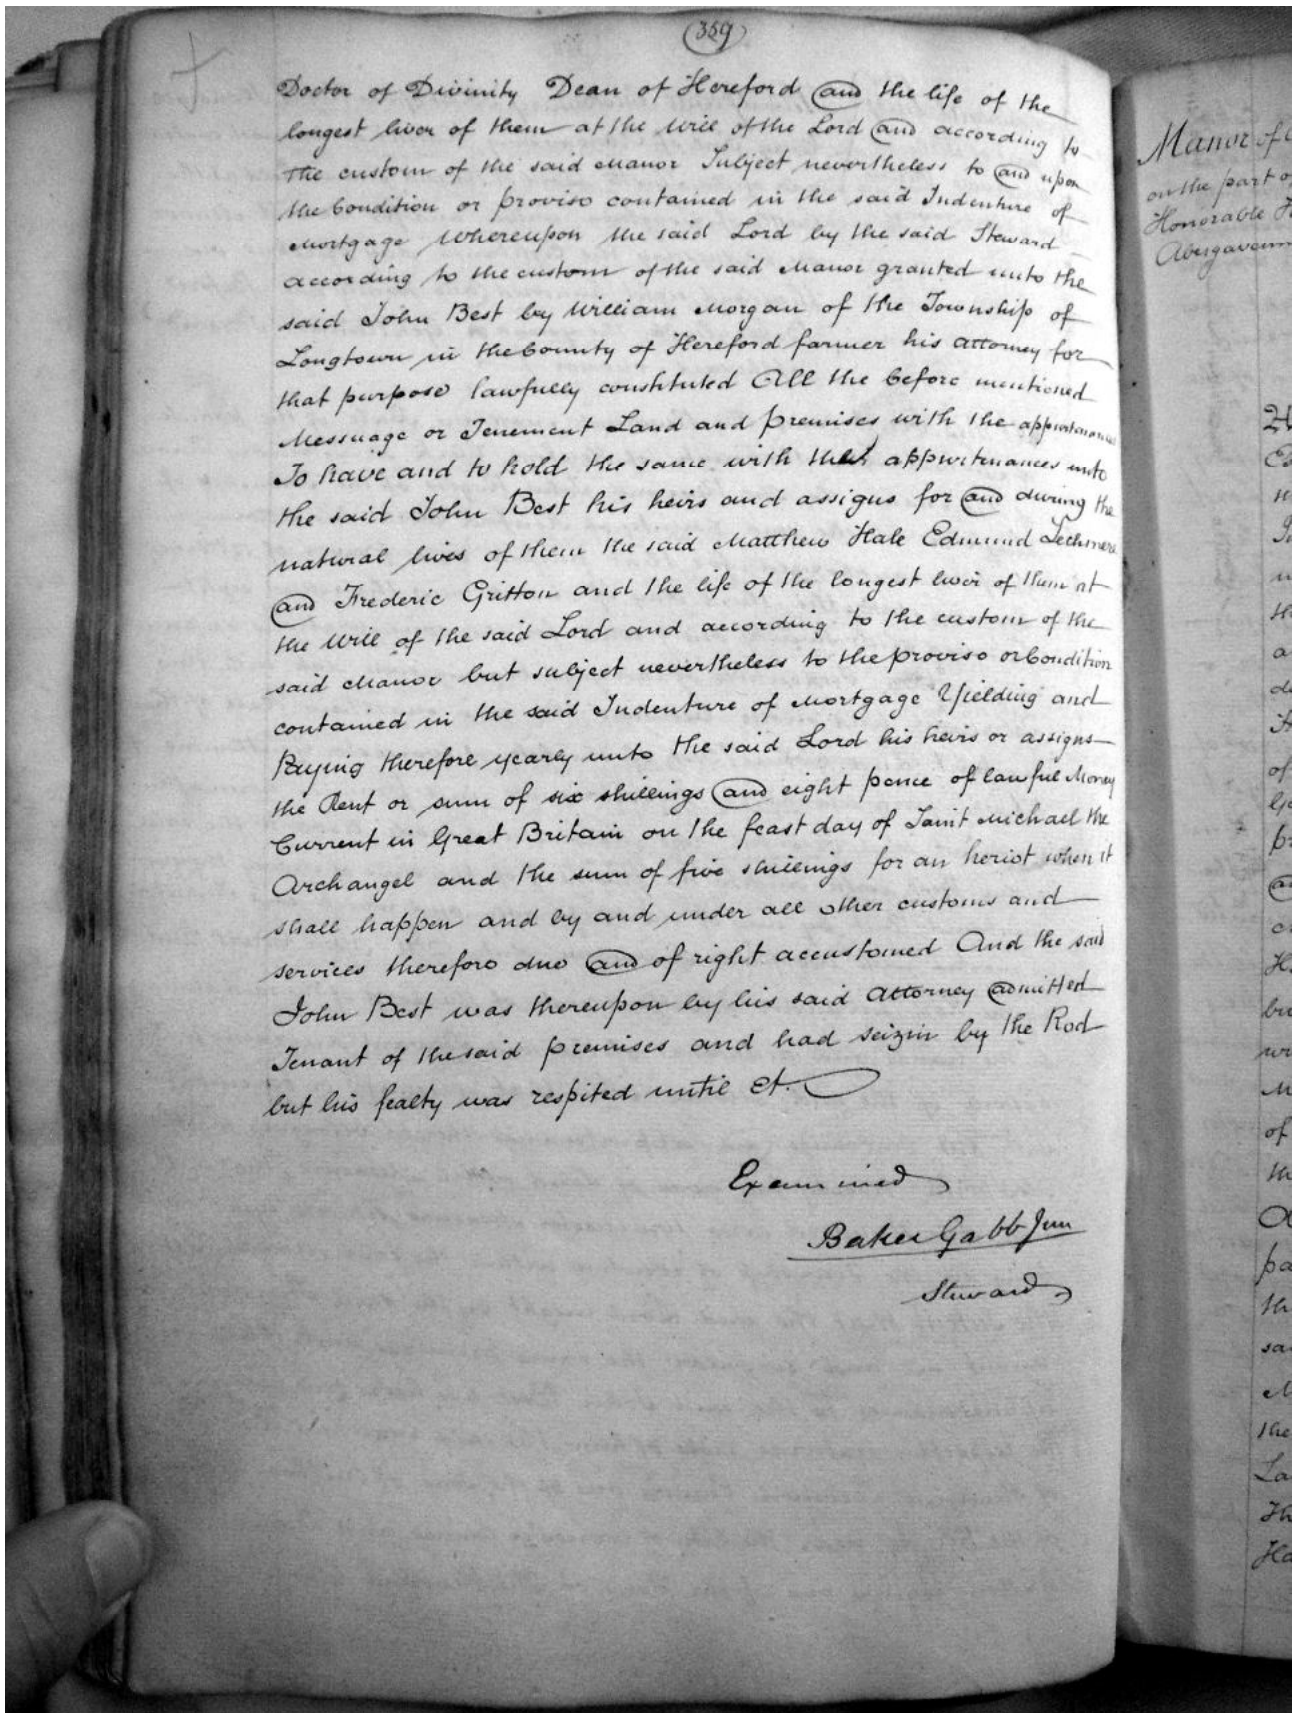 359
Doctor of Divinity Dean of Hereford and the life of the
longest liver of them at the Will of the Lord and according to
the custom of the said Manor Subject nevertheless to and upon
the Condition or proviso contained in the said Indenture of
Mortgage Whereupon the said Lord by the said Steward
according to the custom of the said Manor granted unto the
said John Best by William Morgan of the Township of
Longtown in the County of Hereford farmer his attorney for
that purpose lawfully constituted All the before mentioned
Messuage or Tenement Land and premises with the appurtenances
To have and to hold the same with their appurtenances unto
the said John Best his heirs and assigns for and during the
natural lives of them the said Matthew Hale Edmund Lechmere
and Frederic Gritton and the life of the longest liver of them at
the Will of the said Lord and according to the custom of the
said Manor but subject nevertheless to the proviso or Condition
contained in the said Indenture of Mortgage Yielding and
Paying therefore yearly unto the said Lord his heirs or assigns
the Rent or sum of six shillings and eight pence of lawful Money
Current in Great Britain on the feast day of Saint Michael the
Archangel and the sum of five shillings for an heriot when it
shall happen and by and under all other customs and
services therefore due and of right accustomed And the said
John Best was thereupon by his said attorney admitted
Tenant of the said premises and had seizin by the Rod
but his fealty was respited until &c.
Examined
Baker Gabb Jun
Steward
Manor of
on the part of
Honorable